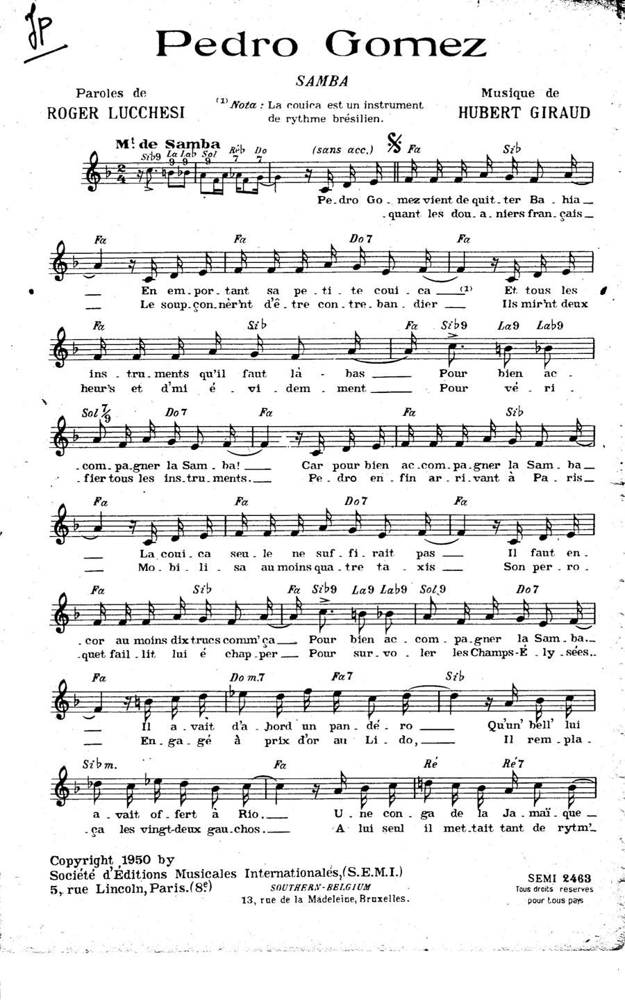 JP
Pedro Gomez
SAMBA
Paroles de
ROGER LUCCHESI
(1) Nota : La couica est un instrument
de rythme brésilien.
Musique de
HUBERT GIRAUD
Mt de Samba
Sib9 La9 Lab9 Sol9 Réb7 Do7 (sans acc.) Fa Sib
2/4
Pe-dro Go-mez vient de quit-ter Ba-hia
-quant les dou-a-niers fran-çais
Fa Fa Do7 Fa
En em-por-tant sa pe-ti-te coui-ca (1) Et tous les
Le soup-çon-nèr'nt d'ê-tre con-tre-ban-dier Ils mir'nt deux
Fa Sib Fa Sib9 La9 Lab9
ins-tru-ments qu'il faut là-bas Pour bien ac-
heur's et d'mi é-vi-dem-ment Pour vé-ri-
Sol 7/9 Do7 Fa Fa Sib
-com-pa-gner la Sam-ba! Car pour bien ac-com-pa-gner la Sam-ba
-fier tous les ins-tru-ments. Pe-dro en-fin ar-ri-vant à Pa-ris
Fa Fa Do7 Fa
La coui-ca seu-le ne suf-fi-rait pas Il faut en-
Mo-bi-li-sa au moins qua-tre ta-xis Son per-ro-
Fa Sib Fa Sib9 La9 Lab9 Sol9 Do7
-cor au moins dix trucs comm' ça Pour bien ac-com-pa-gner la Sam-ba.
-quet fail-lit lui é chap-per Pour sur-vo-ler les Champs-É-ly-sées..
Fa Do m.7 Fa7 Sib
Il a-vait d'a-bord un pan-dé-ro Qu'un' bell' lui
En-ga-gé à prix d'or au Li-do, Il rem-pla-
Sib m. Fa Ré Ré7
a-vait of-fert à Rio. U-ne con-ga de la Ja-maï-que
-ça les vingt-deux gau-chos. A lui seul il met-tait tant de rytm'
Copyright 1950 by
Société d'Éditions Musicales Internationales, (S.E.M.I.)
5, rue Lincoln, Paris. (8e)
SOUTHERN-BELGIUM
13, rue de la Madeleine, Bruxelles.
SEMI 2463
Tous droits reserves
pour tous pays